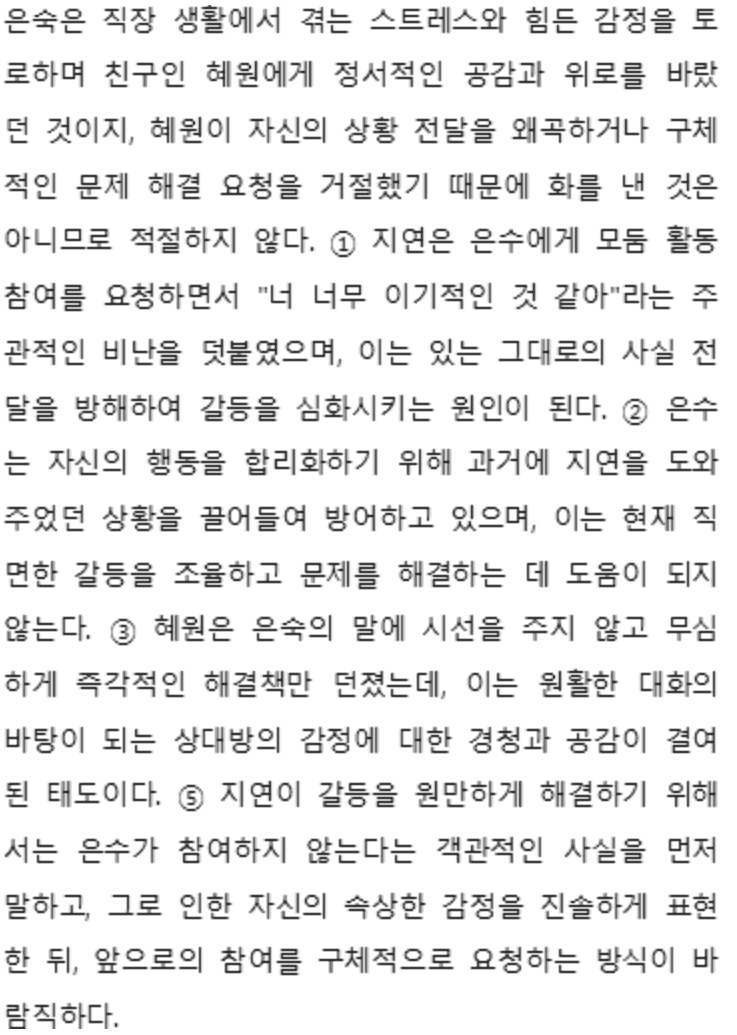 은숙은 직장 생활에서 겪는 스트레스와 힘든 감정을 토
로하며 친구인 혜원에게 정서적인 공감과 위로를 바랐
던 것이지, 혜원이 자신의 상황 전달을 왜곡하거나 구체
적인 문제 해결 요청을 거절했기 때문에 화를 낸 것은
아니므로 적절하지 않다. ① 지연은 은수에게 모둠 활동
참여를 요청하면서 "너 너무 이기적인 것 같아"라는 주
관적인 비난을 덧붙였으며, 이는 있는 그대로의 사실 전
달을 방해하여 갈등을 심화시키는 원인이 된다. ② 은수
는 자신의 행동을 합리화하기 위해 과거에 지연을 도와
주었던 상황을 끌어들여 방어하고 있으며, 이는 현재 직
면한 갈등을 조율하고 문제를 해결하는 데 도움이 되지
않는다. ③ 혜원은 은숙의 말에 시선을 주지 않고 무심
하게 즉각적인 해결책만 던졌는데, 이는 원활한 대화의
바탕이 되는 상대방의 감정에 대한 경청과 공감이 결여
된 태도이다. ⑤ 지연이 갈등을 원만하게 해결하기 위해
서는 은수가 참여하지 않는다는 객관적인 사실을 먼저
말하고, 그로 인한 자신의 속상한 감정을 진솔하게 표현
한 뒤, 앞으로의 참여를 구체적으로 요청하는 방식이 바
람직하다.